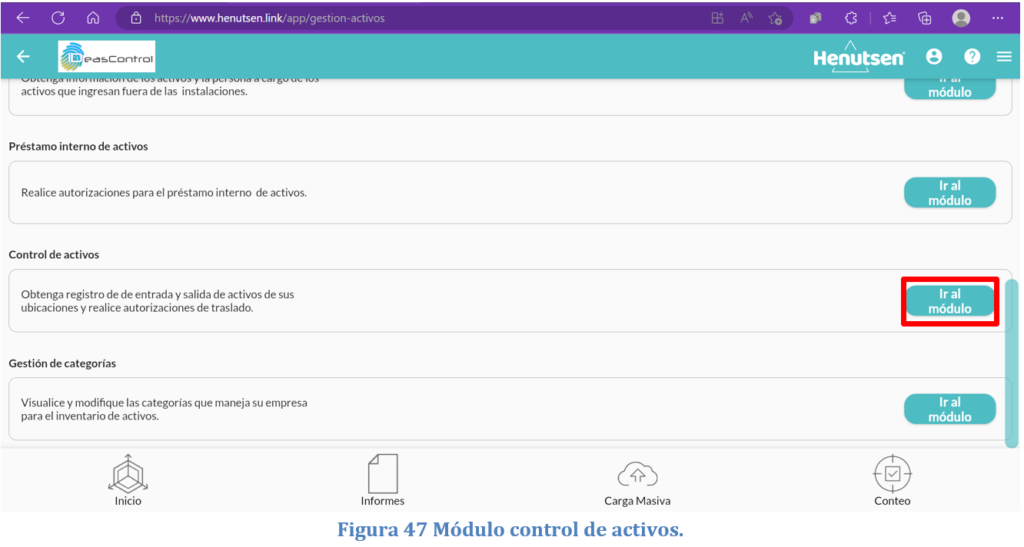 https://www.henutsen.link/app/gestion-activos
easControl
Henutsen
Obtenga información de los activos y la persona a cargo de los
activos que ingresan fuera de las instalaciones.
Ir al
módulo
Préstamo interno de activos
Realice autorizaciones para el préstamo interno de activos.
Ir al
módulo
Control de activos
Obtenga registro de de entrada y salida de activos de sus
ubicaciones y realice autorizaciones de traslado.
Ir al
módulo
Gestión de categorías
Visualice y modifique las categorías que maneja su empresa
para el inventario de activos.
Ir al
módulo
Inicio
Informes
Carga Masiva
Conteo
Figura 47 Módulo control de activos.